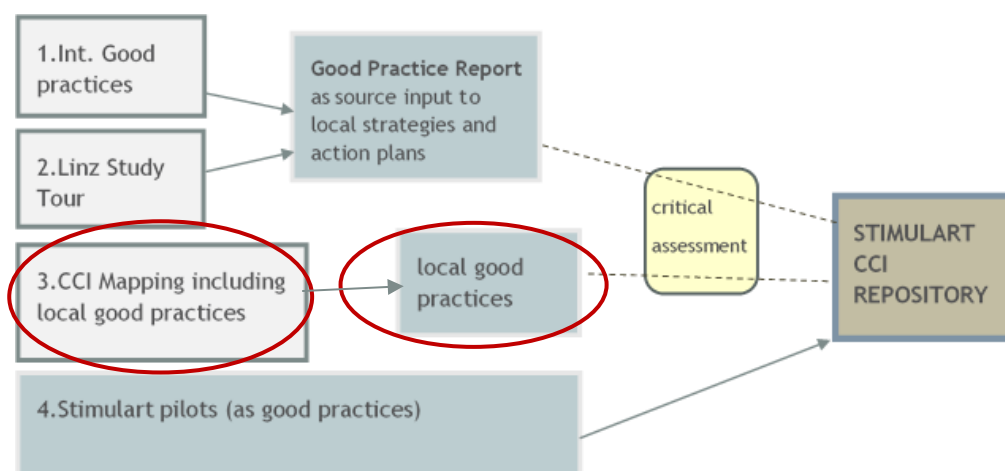 1.Int. Good
practices
Good Practice Report
as source input to
local strategies and
action plans
2.Linz Study
Tour
critical
assessment
STIMULART
CCI
REPOSITORY
3.CCI Mapping including
local good practices
local good
practices
4.Stimulart pilots (as good practices)